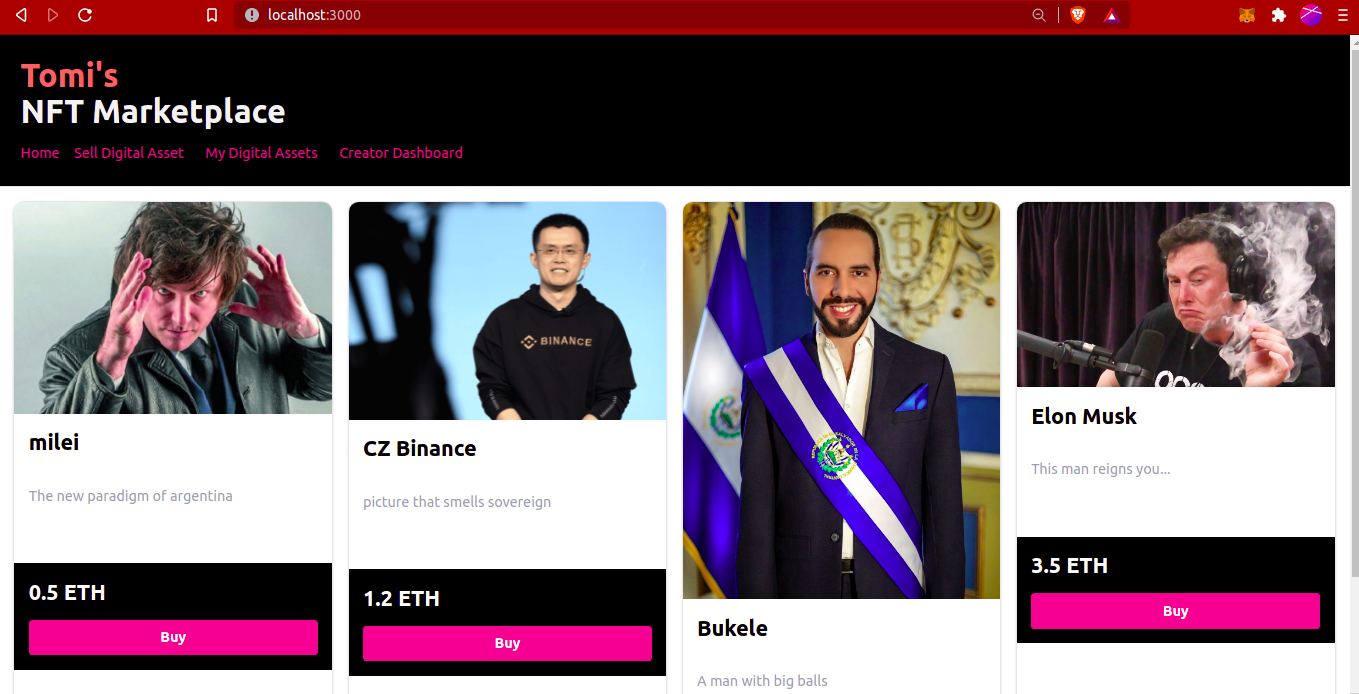 localhost:3000
Tomi's
NFT Marketplace
Home Sell Digital Asset My Digital Assets Creator Dashboard
BINANCE
milei
The new paradigm of argentina
0.5 ETH
Buy
CZ Binance
picture that smells sovereign
1.2 ETH
Buy
Bukele
A man with big balls
Elon Musk
This man reigns you...
3.5 ETH
Buy